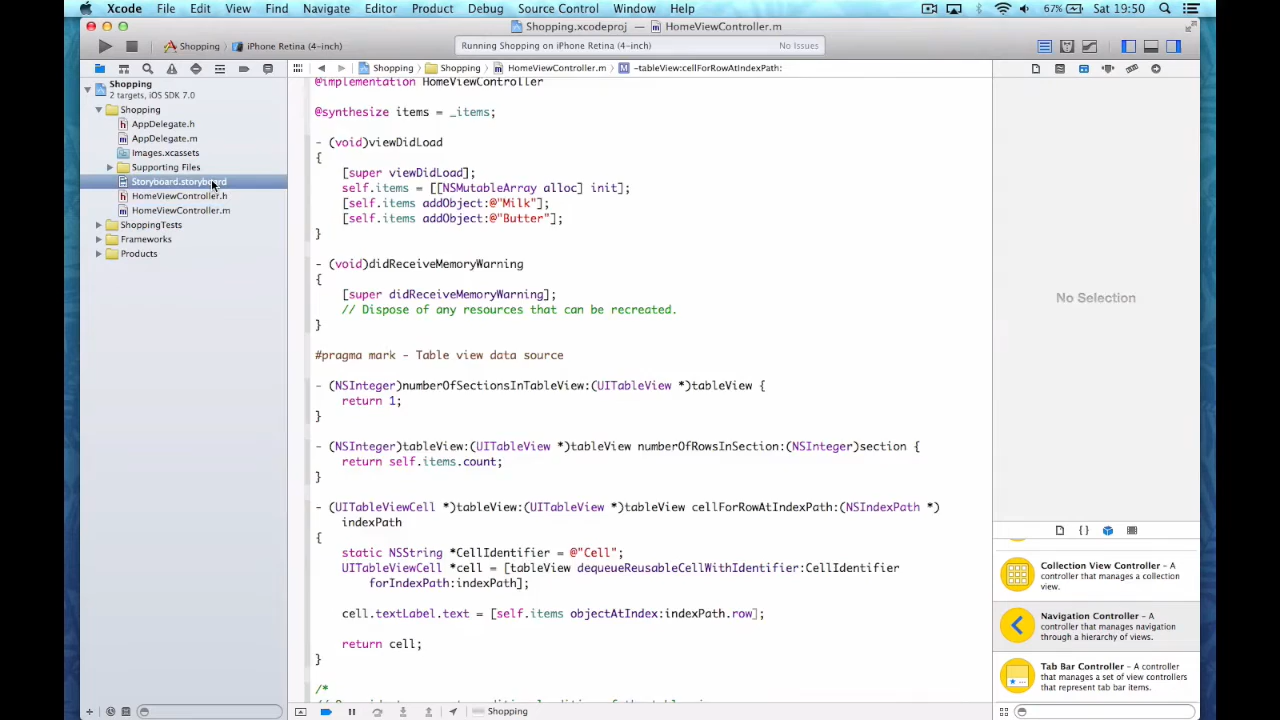 Xcode File Edit View Find Navigate Editor Product Debug Source Control Window Help 67% Sat 19:50
Shopping.xcodeproj HomeViewController.m
Shopping iPhone Retina (4-inch)
Running Shopping on iPhone Retina (4-inch) No Issues
Shopping Shopping HomeViewController.m M -tableView:cellForRowAtIndexPath:
Shopping
2 targets, iOS SDK 7.0
Shopping
h AppDelegate.h
m AppDelegate.m
Images.xcassets
Supporting Files
Storyboard.storyboard
h HomeViewController.h
m HomeViewController.m
ShoppingTests
Frameworks
Products
@implementation HomeViewController
@synthesize items = _items;
- (void)viewDidLoad
{
[super viewDidLoad];
self.items = [[NSMutableArray alloc] init];
[self.items addObject:@"Milk"];
[self.items addObject:@"Butter"];
}
- (void)didReceiveMemoryWarning
{
[super didReceiveMemoryWarning];
// Dispose of any resources that can be recreated.
}
#pragma mark - Table view data source
- (NSInteger)numberOfSectionsInTableView:(UITableView *)tableView {
return 1;
}
- (NSInteger)tableView:(UITableView *)tableView numberOfRowsInSection:(NSInteger)section {
return self.items.count;
}
- (UITableViewCell *)tableView:(UITableView *)tableView cellForRowAtIndexPath:(NSIndexPath *)
indexPath
{
static NSString *CellIdentifier = @"Cell";
UITableViewCell *cell = [tableView dequeueReusableCellWithIdentifier:CellIdentifier
forIndexPath:indexPath];
cell.textLabel.text = [self.items objectAtIndex:indexPath.row];
return cell;
}
/*
Shopping
No Selection
{ }
Collection View Controller - A
controller that manages a collection
view.
Navigation Controller - A
controller that manages navigation
through a hierarchy of views.
Tab Bar Controller - A controller
that manages a set of view controllers
that represent tab bar items.